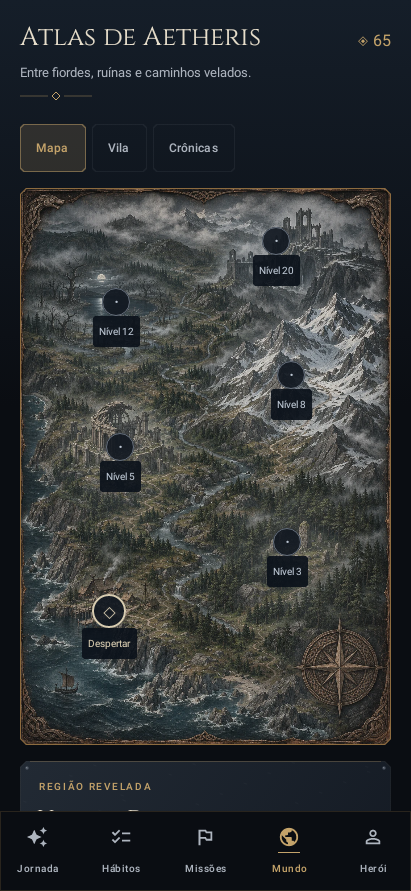 Atlas de Aetheris
65
Entre fiordes, ruínas e caminhos velados.
Mapa
Vila
Crônicas
Nível 20
Nível 12
Nível 8
Nível 5
Nível 3
Despertar
REGIÃO REVELADA
Jornada
Hábitos
Missões
Mundo
Herói